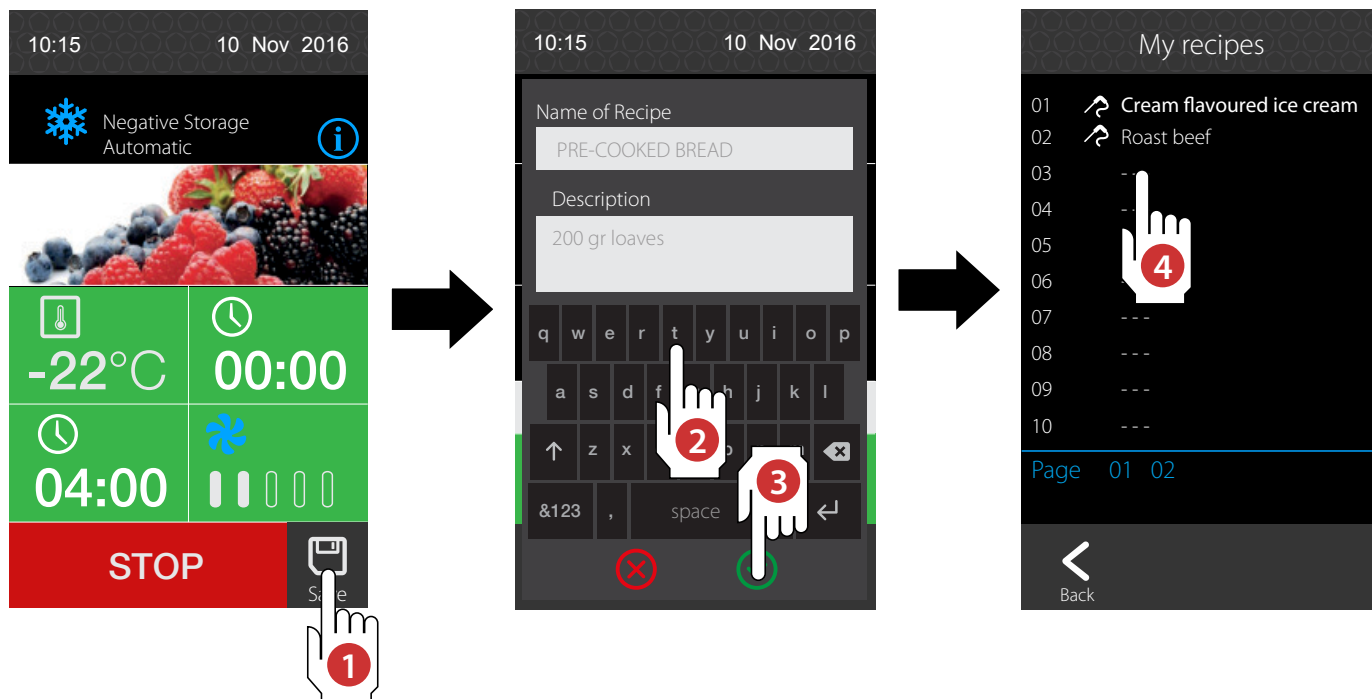 10:15 10 Nov 2016
Negative Storage
Automatic
i
-22°C 00:00
04:00
STOP
Save
1
10:15 10 Nov 2016
Name of Recipe
PRE-COOKED BREAD
Description
200 gr loaves
q w e r t y u i o p
a s d f h j k l
z x
&123 , space
2
3
My recipes
01 Cream flavoured ice cream
02 Roast beef
03 - -
04 - -
05
06
07 - - -
08 - - -
09 - - -
10 - - -
4
Page 01 02
Back